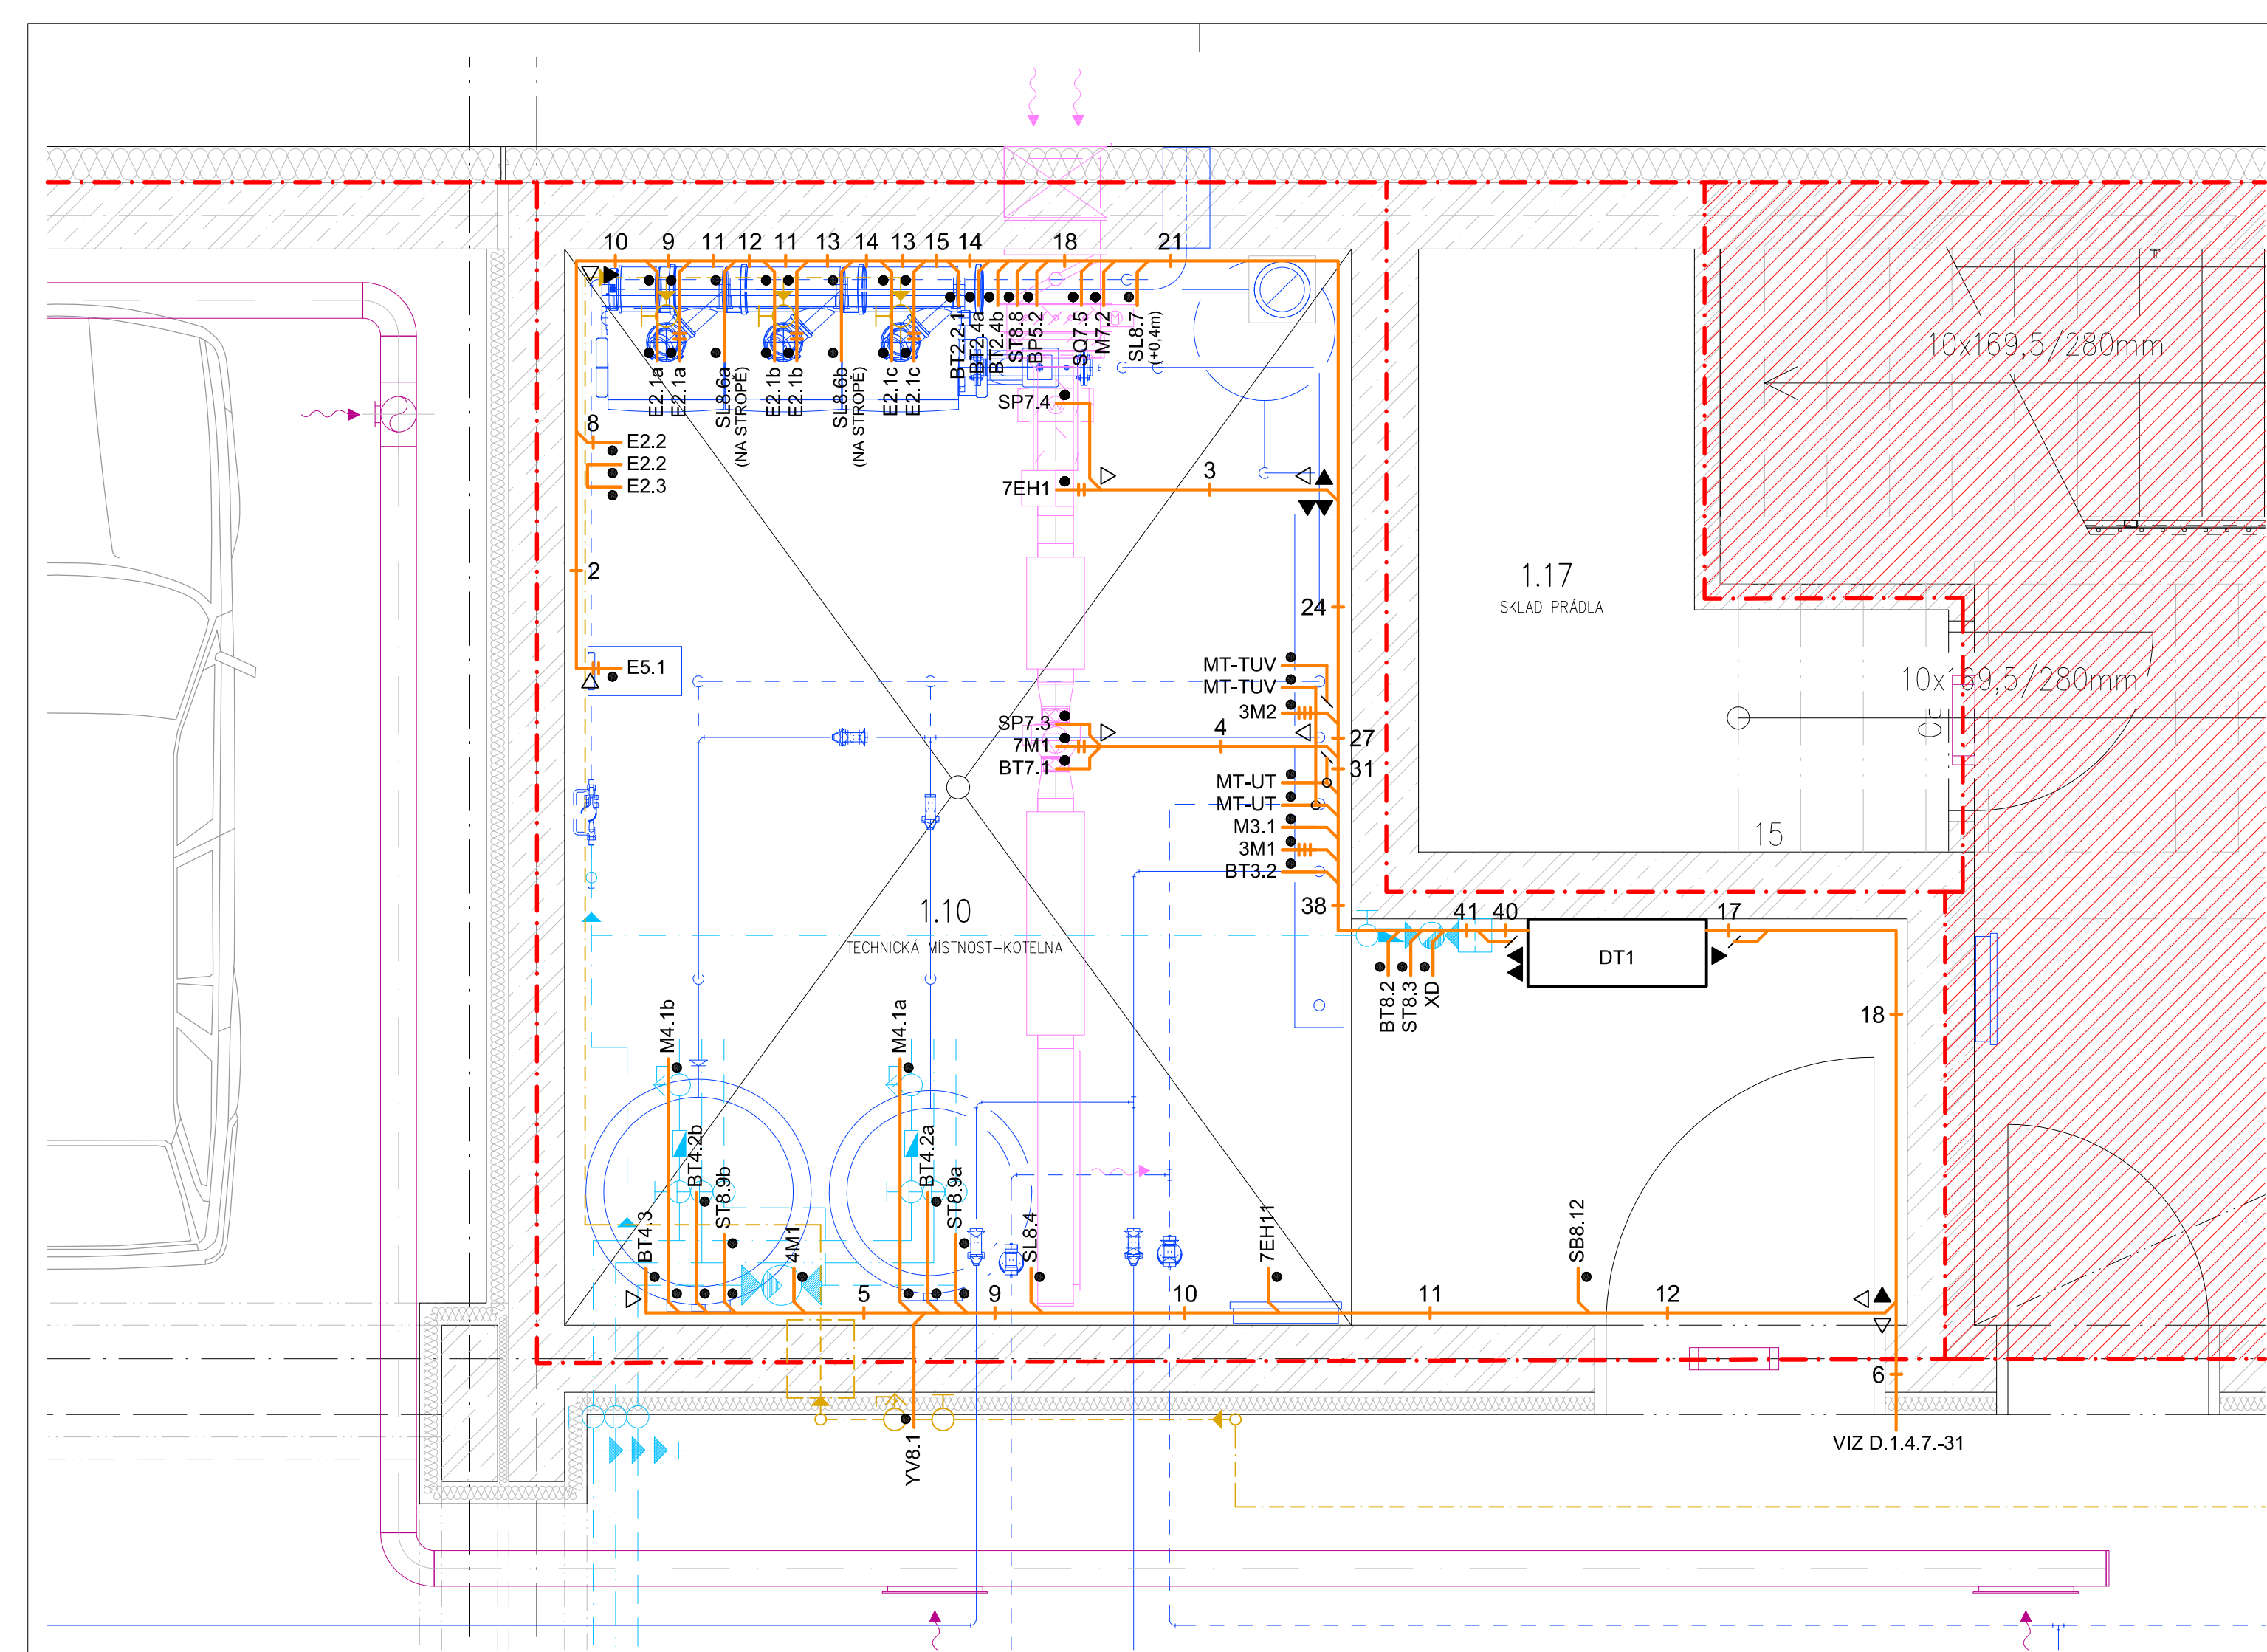 10 9 11 12 11 13 14 13 15 14 18 21
E2.1a
E2.1a
SL8.6a
(NA STROPĚ)
E2.1b
E2.1b
SL8.6b
(NA STROPĚ)
E2.1c
E2.1c
BT2.2.1
BT2.4a
BT2.4b
ST8.8
BP5.2
SQ7.5
M7.2
SL8.7
(+0,4m)
10x169,5/280mm
SP7.4
8
E2.2
E2.2
E2.3
7EH1
3
2
1.17
SKLAD PRÁDLA
24
E5.1
MT-TUV
MT-TUV
3M2
10x169,5/280mm
SP7.3
7M1
BT7.1
4
27
31
MT-UT
MT-UT
M3.1
3M1
BT3.2
15
38
1.10
TECHNICKÁ MÍSTNOST-KOTELNA
41 40
DT1
17
BT8.2
ST8.3
XD
18
M4.1b
M4.1a
BT4.3
BT4.2b
ST8.9b
4M1
BT4.2a
ST8.9a
SL8.4
7EH11
SB8.12
5 9 10 11 12
6
YV8.1
VIZ D.1.4.7.-31